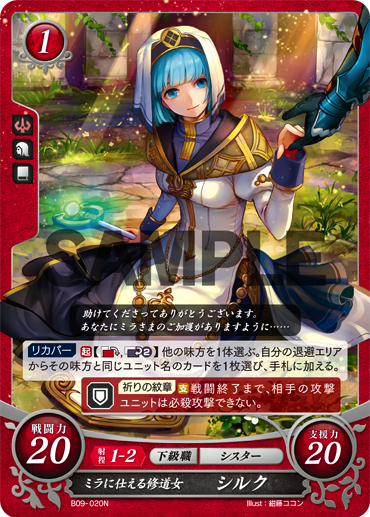 1
SAMPLE
助けてくださってありがとうございます。
あなたにミラさまのご加護がありますように……
リカバー 起【 、 2】他の味方を1体選ぶ。自分の退避エリア
からその味方と同じユニット名のカードを1枚選び、手札に加える。
祈りの紋章 支 戦闘終了まで、相手の攻撃
ユニットは必殺攻撃できない。
戦闘力
20
射程 1-2 下級職 シスター
支援力
20
ミラに仕える修道女 シルク
B09-020N Illust：紺藤ココン